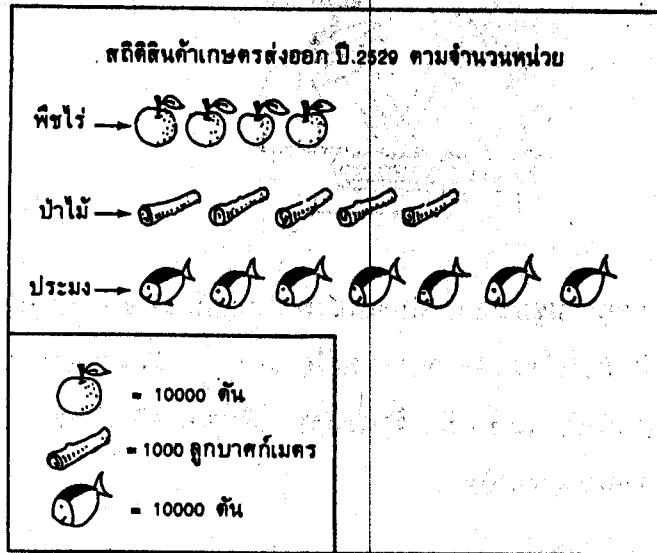 สถิติสินค้าเกษตรส่งออก ปี.2529 ตามจำนวนหน่วย
พืชไร่
ป่าไม้
ประมง
= 10000 ตัน
= 1000 ลูกบาศก์เมตร
= 10000 ตัน